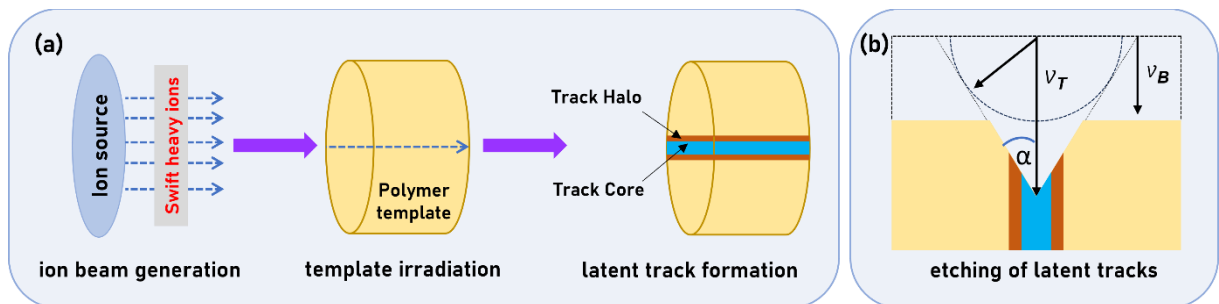 (a)
Ion source
Swift heavy ions
Polymer
template
Track Halo
Track Core
ion beam generation
template irradiation
latent track formation
(b)
v_T
v_B
α
etching of latent tracks